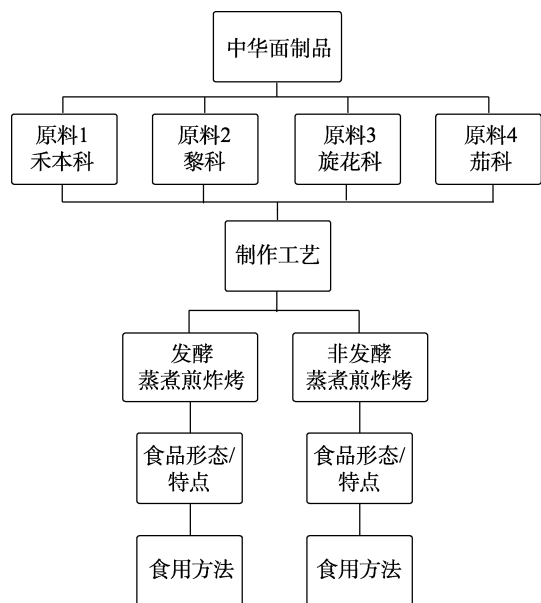 中华面制品
原料1
禾本科
原料2
黎科
原料3
旋花科
原料4
茄科
制作工艺
发酵
蒸煮煎炸烤
非发酵
蒸煮煎炸烤
食品形态/
特点
食品形态/
特点
食用方法
食用方法